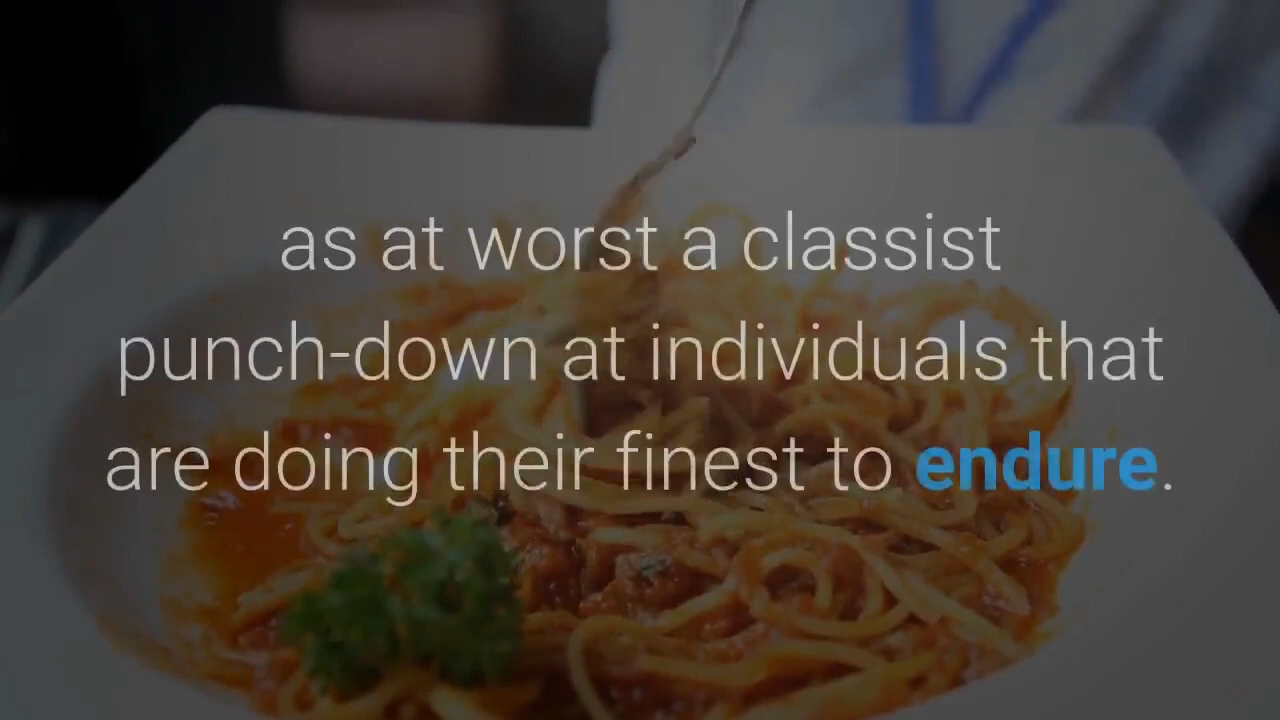 as at worst a classist
punch-down at individuals that
are doing their finest to endure.